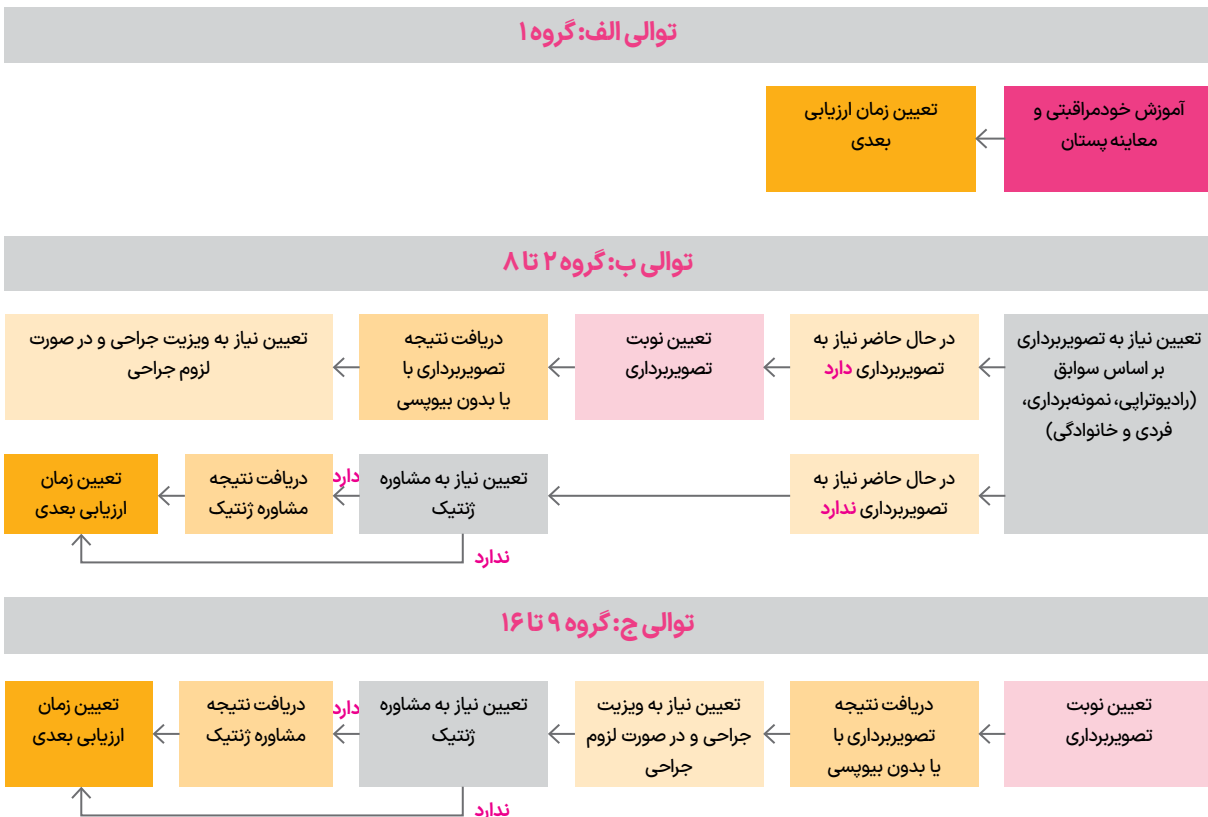 توالی الف: گروه ۱
آموزش خودمراقبتی و
معاینه پستان
تعیین زمان ارزیابی
بعدی
توالی ب: گروه ۲ تا ۸
تعیین نیاز به تصویربرداری
بر اساس سوابق
(رادیوتراپی، نمونه‌برداری،
فردی و خانوادگی)
در حال حاضر نیاز به
تصویربرداری دارد
تعیین نوبت
تصویربرداری
دریافت نتیجه
تصویربرداری با
یا بدون بیوپسی
تعیین نیاز به ویزیت جراحی و در صورت
لزوم جراحی
در حال حاضر نیاز به
تصویربرداری ندارد
تعیین نیاز به مشاوره
ژنتیک
دارد
دریافت نتیجه
مشاوره ژنتیک
تعیین زمان
ارزیابی بعدی
ندارد
توالی ج: گروه ۹ تا ۱۶
تعیین نوبت
تصویربرداری
دریافت نتیجه
تصویربرداری با
یا بدون بیوپسی
تعیین نیاز به ویزیت
جراحی و در صورت لزوم
جراحی
تعیین نیاز به مشاوره
ژنتیک
دارد
دریافت نتیجه
مشاوره ژنتیک
تعیین زمان
ارزیابی بعدی
ندارد